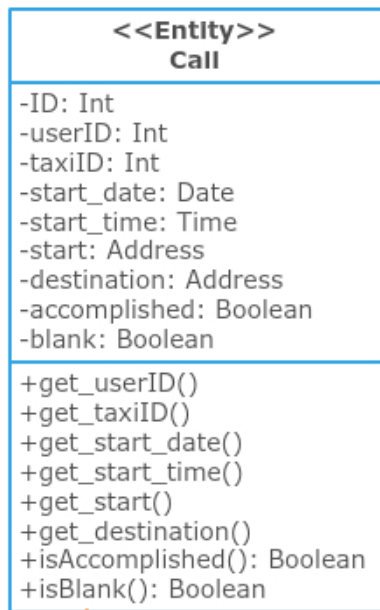 <<Entity>>
Call
-ID: Int
-userID: Int
-taxiID: Int
-start_date: Date
-start_time: Time
-start: Address
-destination: Address
-accomplished: Boolean
-blank: Boolean
+get_userID()
+get_taxiID()
+get_start_date()
+get_start_time()
+get_start()
+get_destination()
+isAccomplished(): Boolean
+isBlank(): Boolean